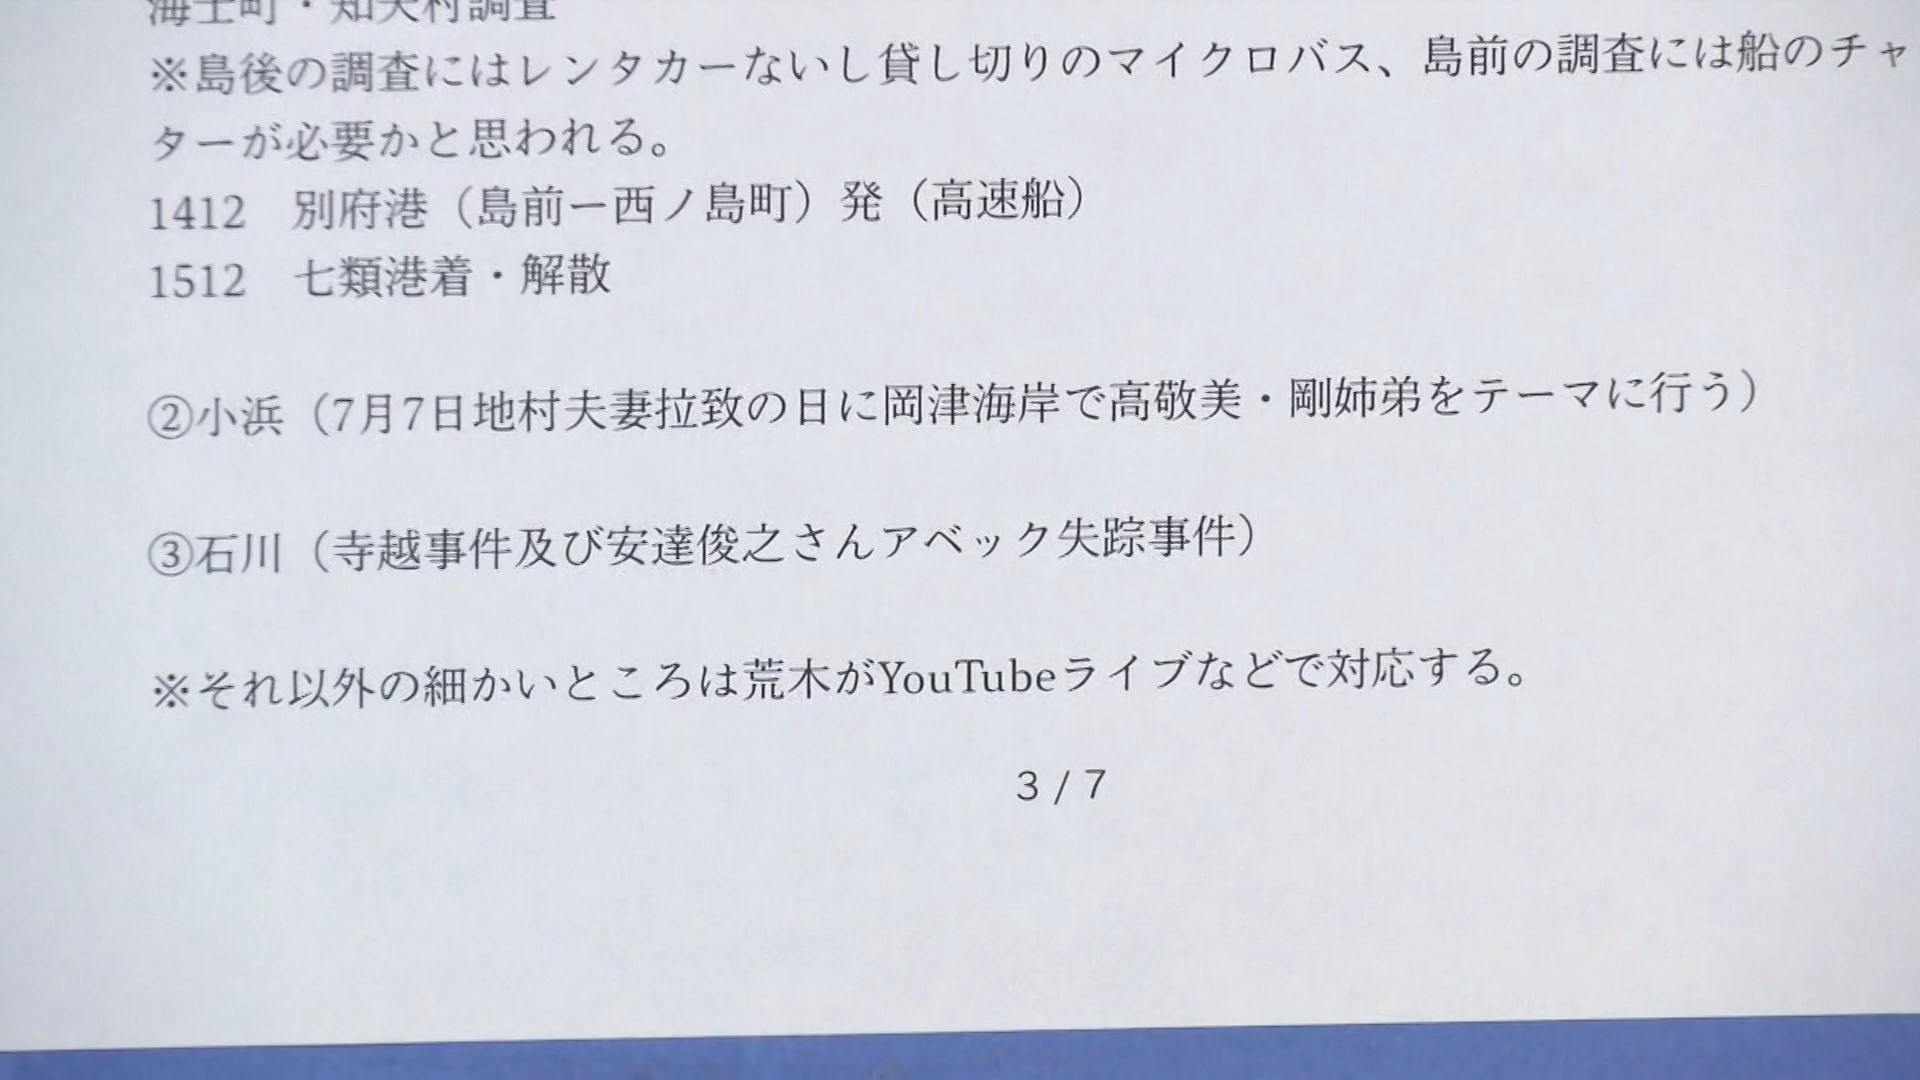 海士町・知夫村調査
※島後の調査にはレンタカーないし貸し切りのマイクロバス、島前の調査には船のチャ
ターが必要かと思われる。
1412　別府港（島前ー西ノ島町）発（高速船）
1512　七類港着・解散
②小浜（7月7日地村夫妻拉致の日に岡津海岸で高敬美・剛姉弟をテーマに行う）
③石川（寺越事件及び安達俊之さんアベック失踪事件）
※それ以外の細かいところは荒木がYouTubeライブなどで対応する。
3 / 7